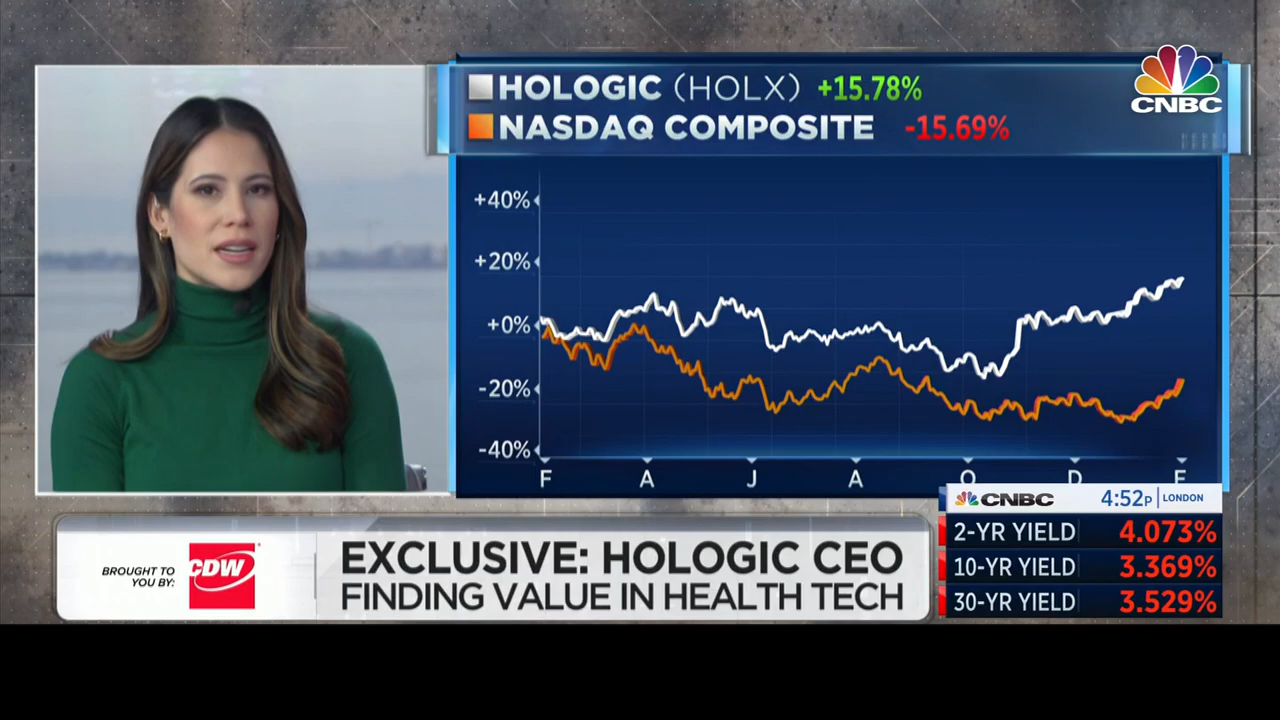 HOLOGIC (HOLX) +15.78%
NASDAQ COMPOSITE -15.69%
CNBC
+40%
+20%
+0%
-20%
-40%
F A J A O D F
BROUGHT TO
YOU BY:
CDW
EXCLUSIVE: HOLOGIC CEO
FINDING VALUE IN HEALTH TECH
CNBC 4:52P LONDON
2-YR YIELD 4.073%
10-YR YIELD 3.369%
30-YR YIELD 3.529%